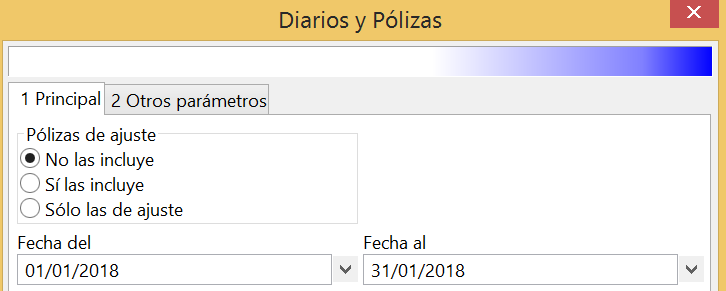 Diarios y Pólizas
1 Principal 2 Otros parámetros
Pólizas de ajuste
No las incluye
Sí las incluye
Sólo las de ajuste
Fecha del Fecha al
01/01/2018 31/01/2018